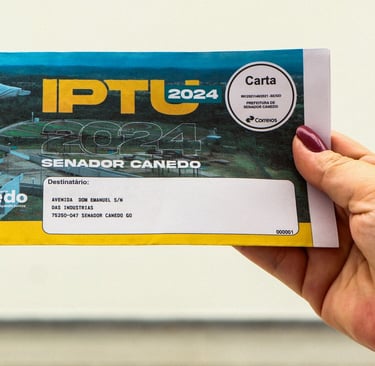 IPTU
2024
2024
SENADOR CANEDO
Carta
PREFEITURA DE
SENADOR CANEDO
Correios
Destinatário:
AVENIDA DOM EMANUEL S/N
DAS INDUSTRIAS
75250-047 SENADOR CANEDO GO
000001